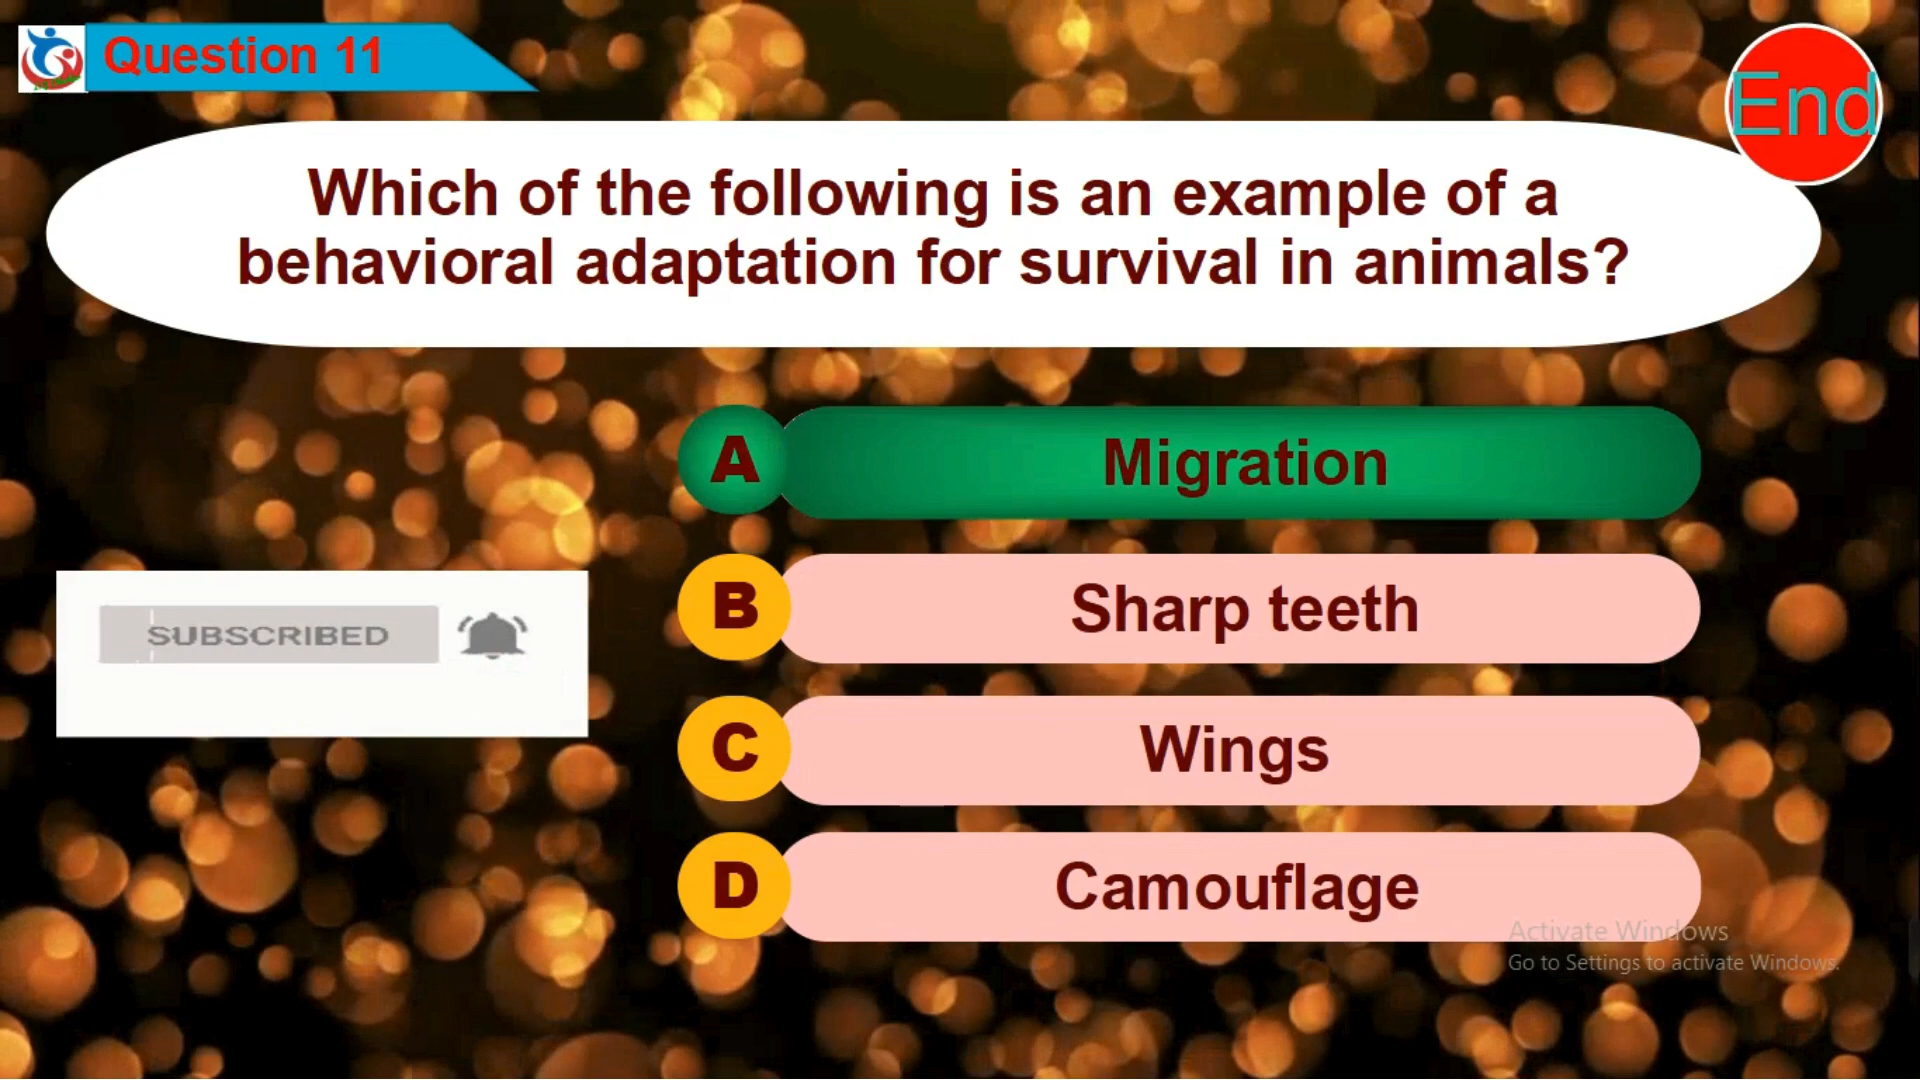 Question 11
End
Which of the following is an example of a
behavioral adaptation for survival in animals?
A Migration
B Sharp teeth
SUBSCRIBED
C Wings
D Camouflage
Activate Windows
Go to Settings to activate Windows.